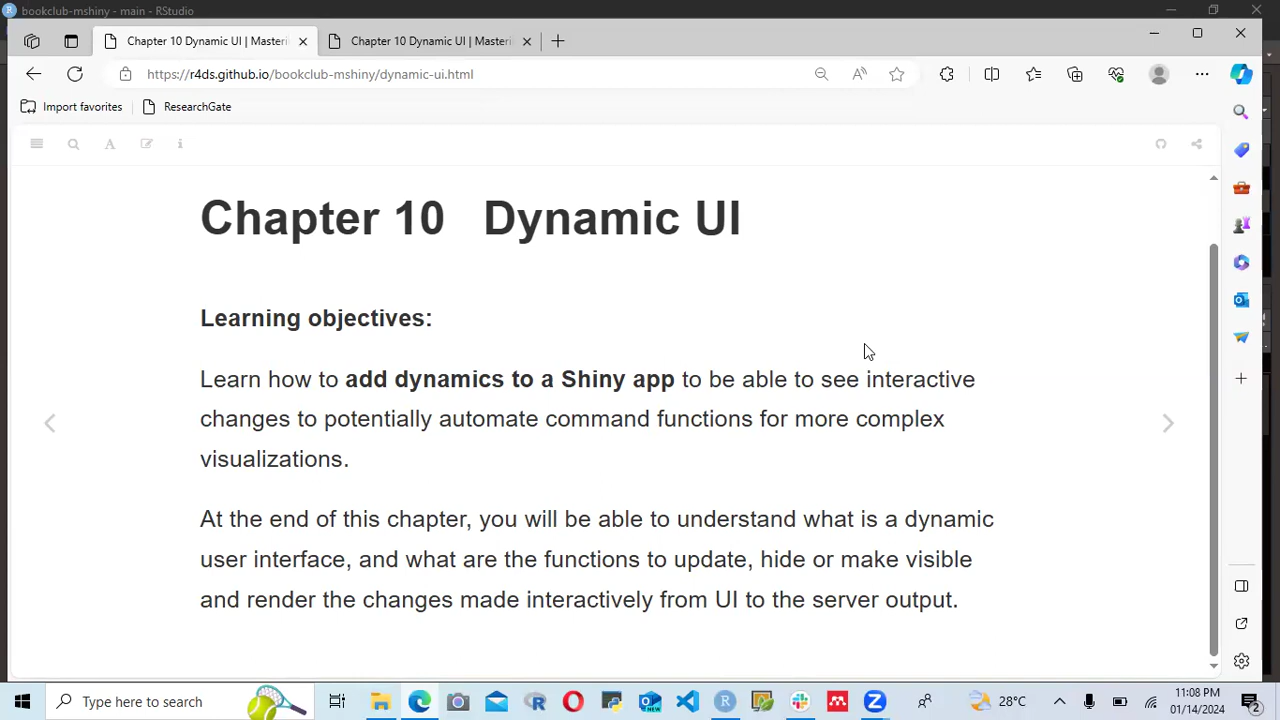 bookclub-mshiny - main - RStudio
Chapter 10 Dynamic UI | Masteri
Chapter 10 Dynamic UI | Masteri
https://r4ds.github.io/bookclub-mshiny/dynamic-ui.html
Import favorites
ResearchGate
Chapter 10 Dynamic UI
Learning objectives:
Learn how to add dynamics to a Shiny app to be able to see interactive
changes to potentially automate command functions for more complex
visualizations.
At the end of this chapter, you will be able to understand what is a dynamic
user interface, and what are the functions to update, hide or make visible
and render the changes made interactively from UI to the server output.
Type here to search
28°C
11:08 PM
01/14/2024
2